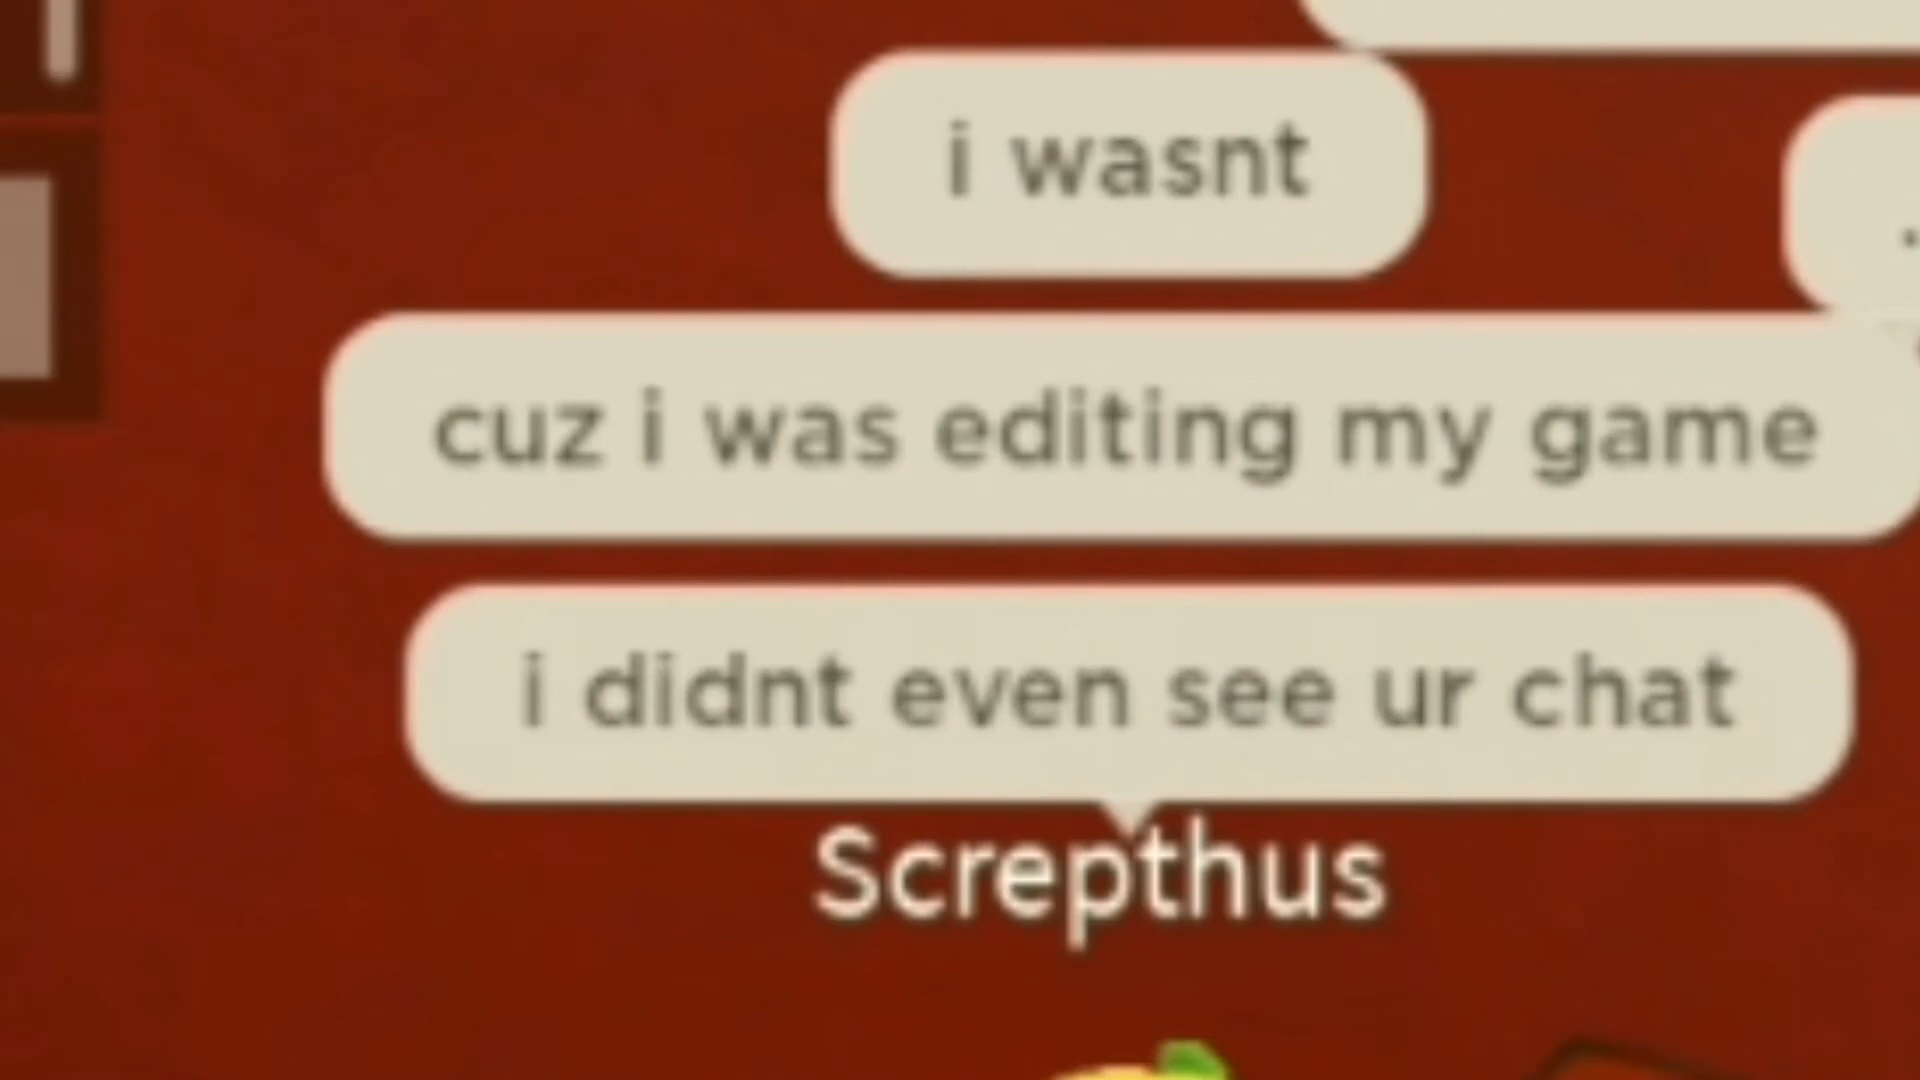 i wasnt
cuz i was editing my game
i didnt even see ur chat
Screpthus